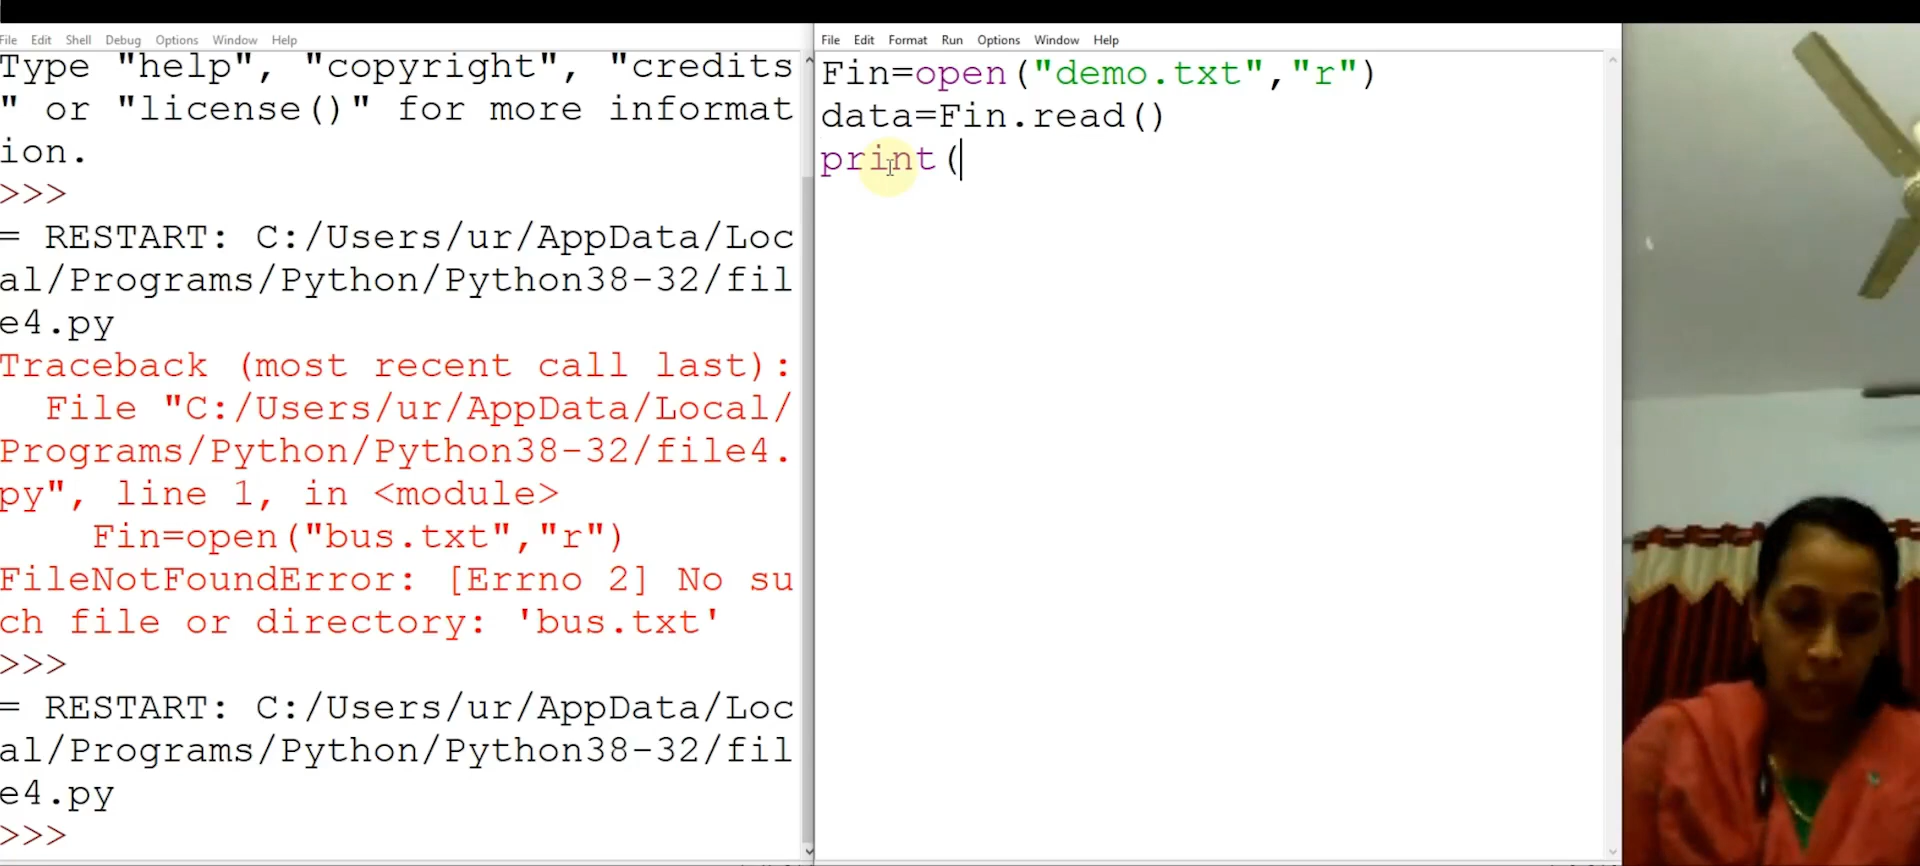 File Edit Shell Debug Options Window Help
Type "help", "copyright", "credits
" or "license()" for more informat
ion.
>>>
= RESTART: C:/Users/ur/AppData/Loc
al/Programs/Python/Python38-32/fil
e4.py
Traceback (most recent call last):
  File "C:/Users/ur/AppData/Local/
Programs/Python/Python38-32/file4.
py", line 1, in <module>
    Fin=open("bus.txt","r")
FileNotFoundError: [Errno 2] No su
ch file or directory: 'bus.txt'
>>>
= RESTART: C:/Users/ur/AppData/Loc
al/Programs/Python/Python38-32/fil
e4.py
>>>
File Edit Format Run Options Window Help
Fin=open("demo.txt","r")
data=Fin.read()
print(